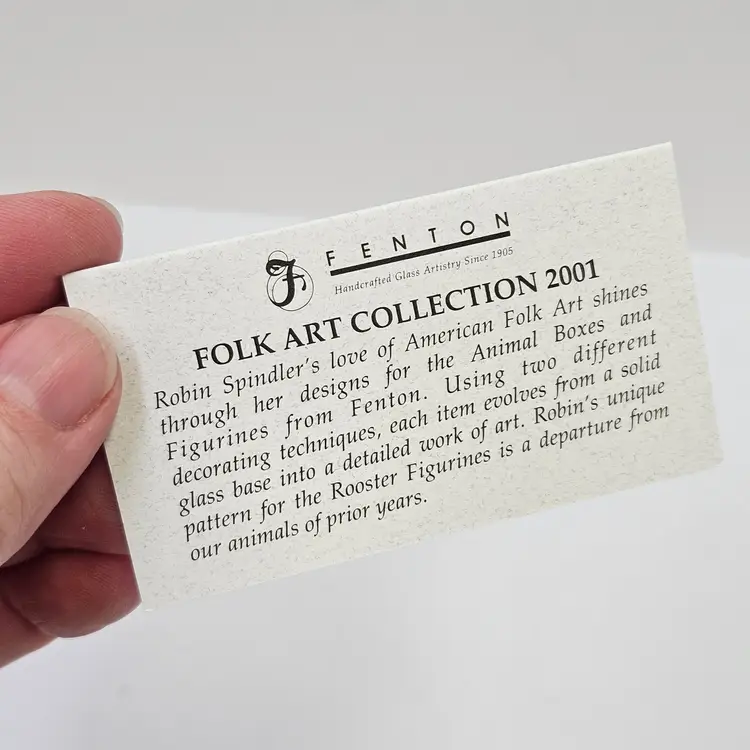 F
FENTON
Handcrafted Glass Artistry Since 1905
FOLK ART COLLECTION 2001
Robin Spindler's love of American Folk Art shines
through her designs for the Animal Boxes and
Figurines from Fenton. Using two different
decorating techniques, each item evolves from a solid
glass base into a detailed work of art. Robin's unique
pattern for the Rooster Figurines is a departure from
our animals of prior years.